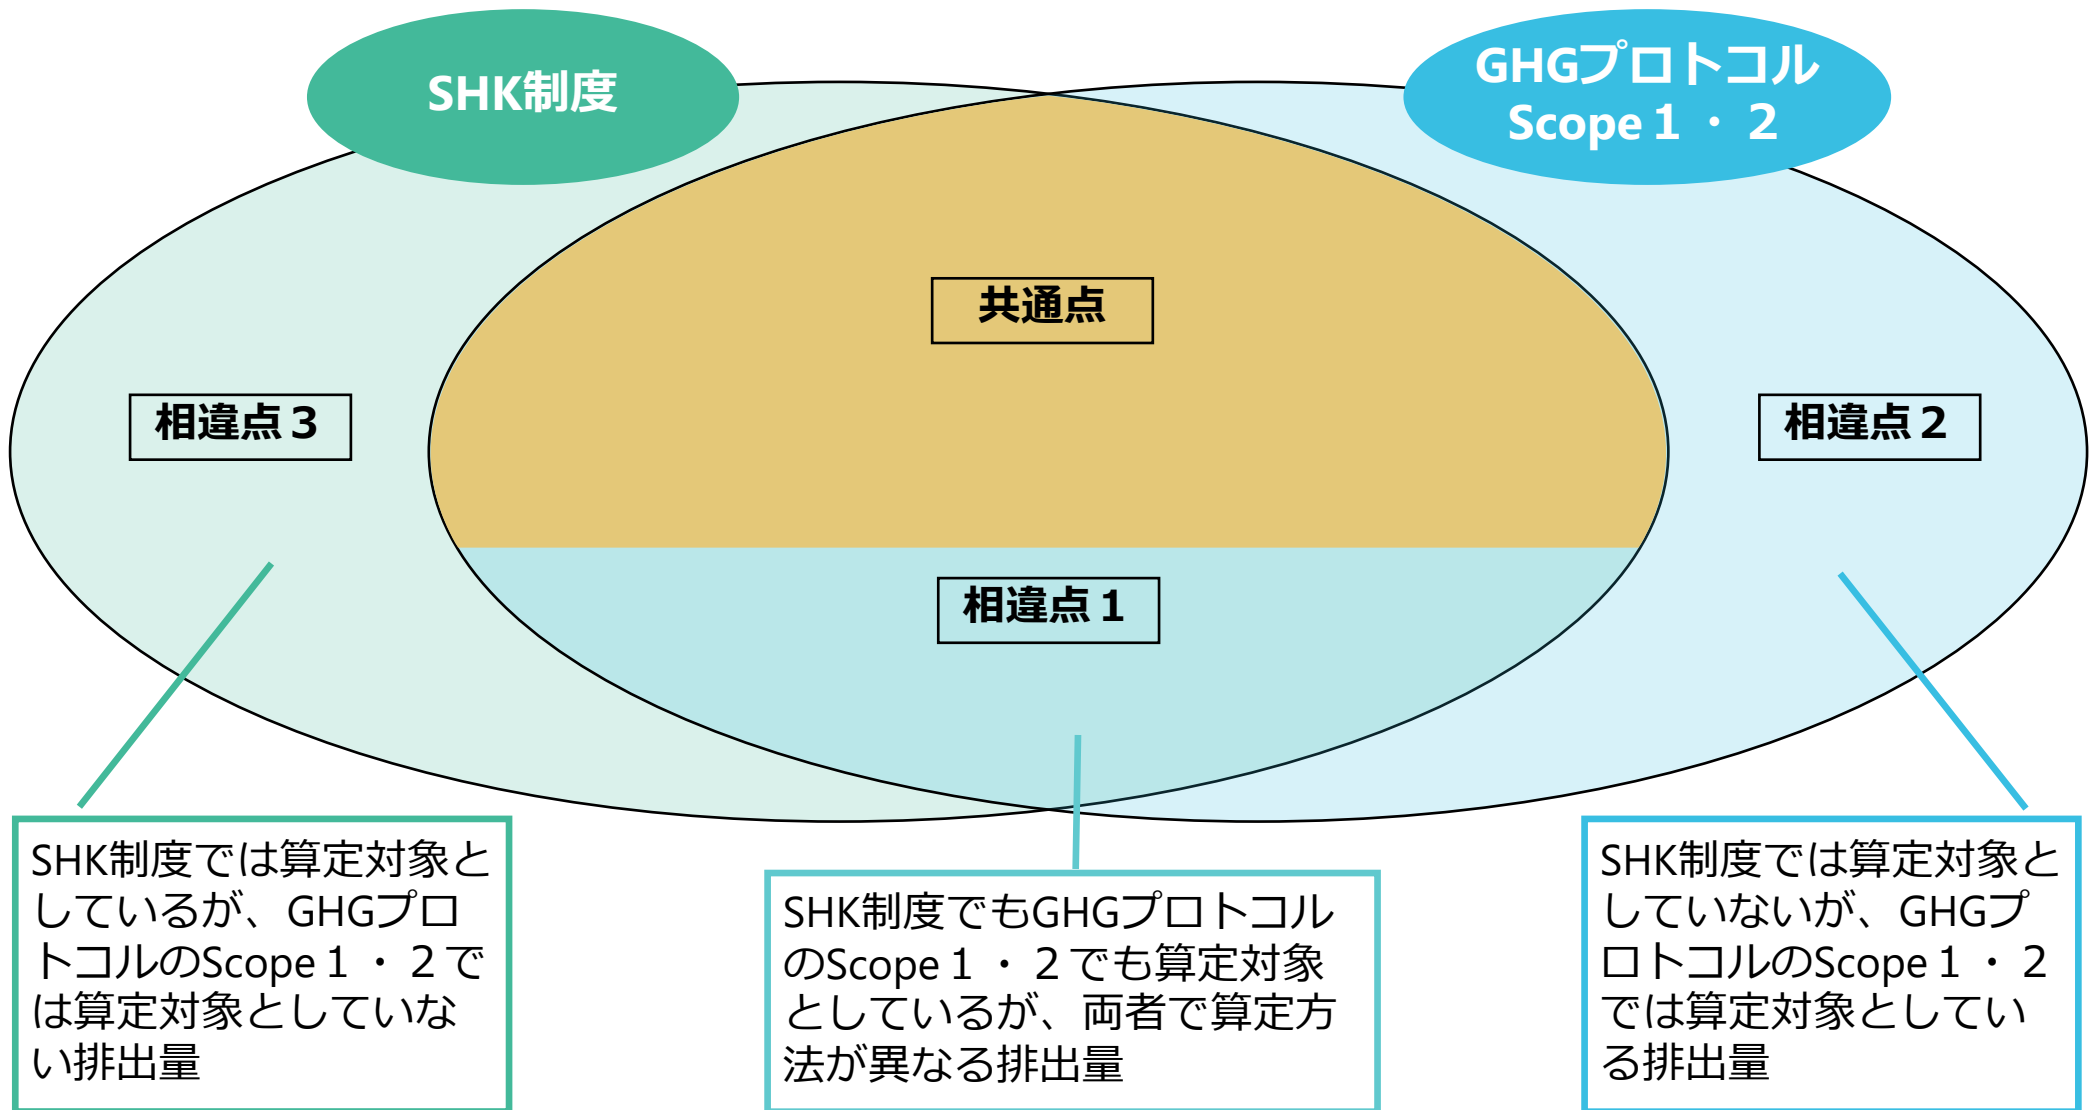 SHK制度
GHGプロトコル
Scope１・２
共通点
相違点３
相違点２
相違点１
SHK制度では算定対象と
しているが、GHGプロ
トコルのScope１・２で
は算定対象としていな
い排出量
SHK制度でもGHGプロトコル
のScope１・２でも算定対象
としているが、両者で算定方
法が異なる排出量
SHK制度では算定対象と
していないが、GHGプ
ロトコルのScope１・２
では算定対象としてい
る排出量